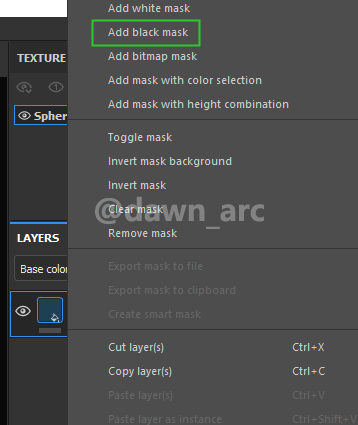 Add white mask
Add black mask
TEXTURE
Add bitmap mask
Add mask with color selection
Add mask with height combination
Spher
Toggle mask
Invert mask background
Invert mask
@dawn_arc
Clear mask
LAYERS
Remove mask
Base color
Export mask to file
Export mask to clipboard
Create smart mask
Cut layer(s) Ctrl+X
Copy layer(s) Ctrl+C
Paste layer(s) Ctrl+V
Paste layer as instance Ctrl+Shift+V